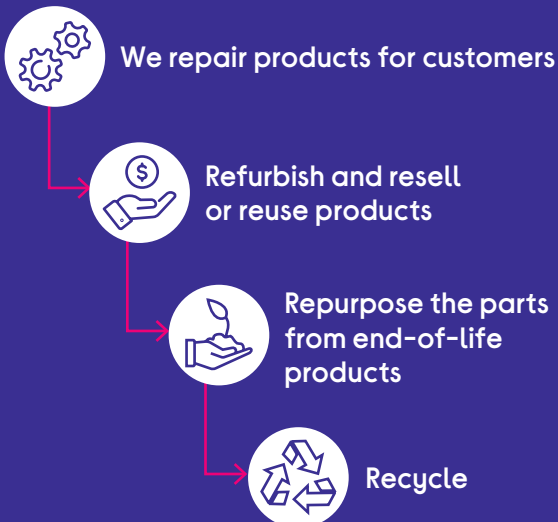 We repair products for customers
$
Refurbish and resell
or reuse products
Repurpose the parts
from end-of-life
products
Recycle